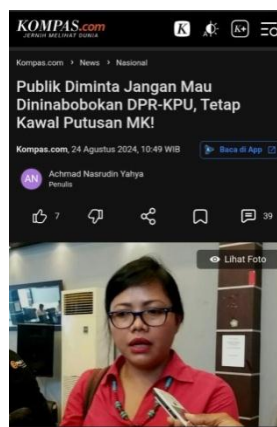 KOMPAS.com
JERNIH MELIHAT DUNIA
K
K+
Kompas.com > News > Nasional
Publik Diminta Jangan Mau
Dininabobokan DPR-KPU, Tetap
Kawal Putusan MK!
Kompas.com, 24 Agustus 2024, 10:49 WIB
Baca di App
AN
Achmad Nasrudin Yahya
Penulis
7
39
Lihat Foto